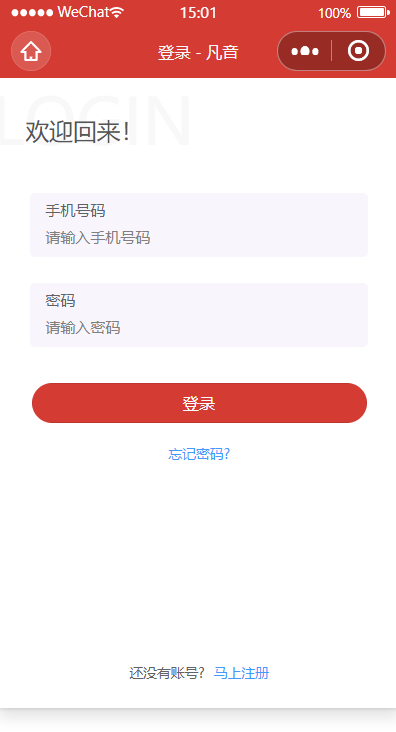 WeChat 15:01 100%
登录 - 凡音
LOGIN
欢迎回来！
手机号码
请输入手机号码
密码
请输入密码
登录
忘记密码?
还没有账号? 马上注册